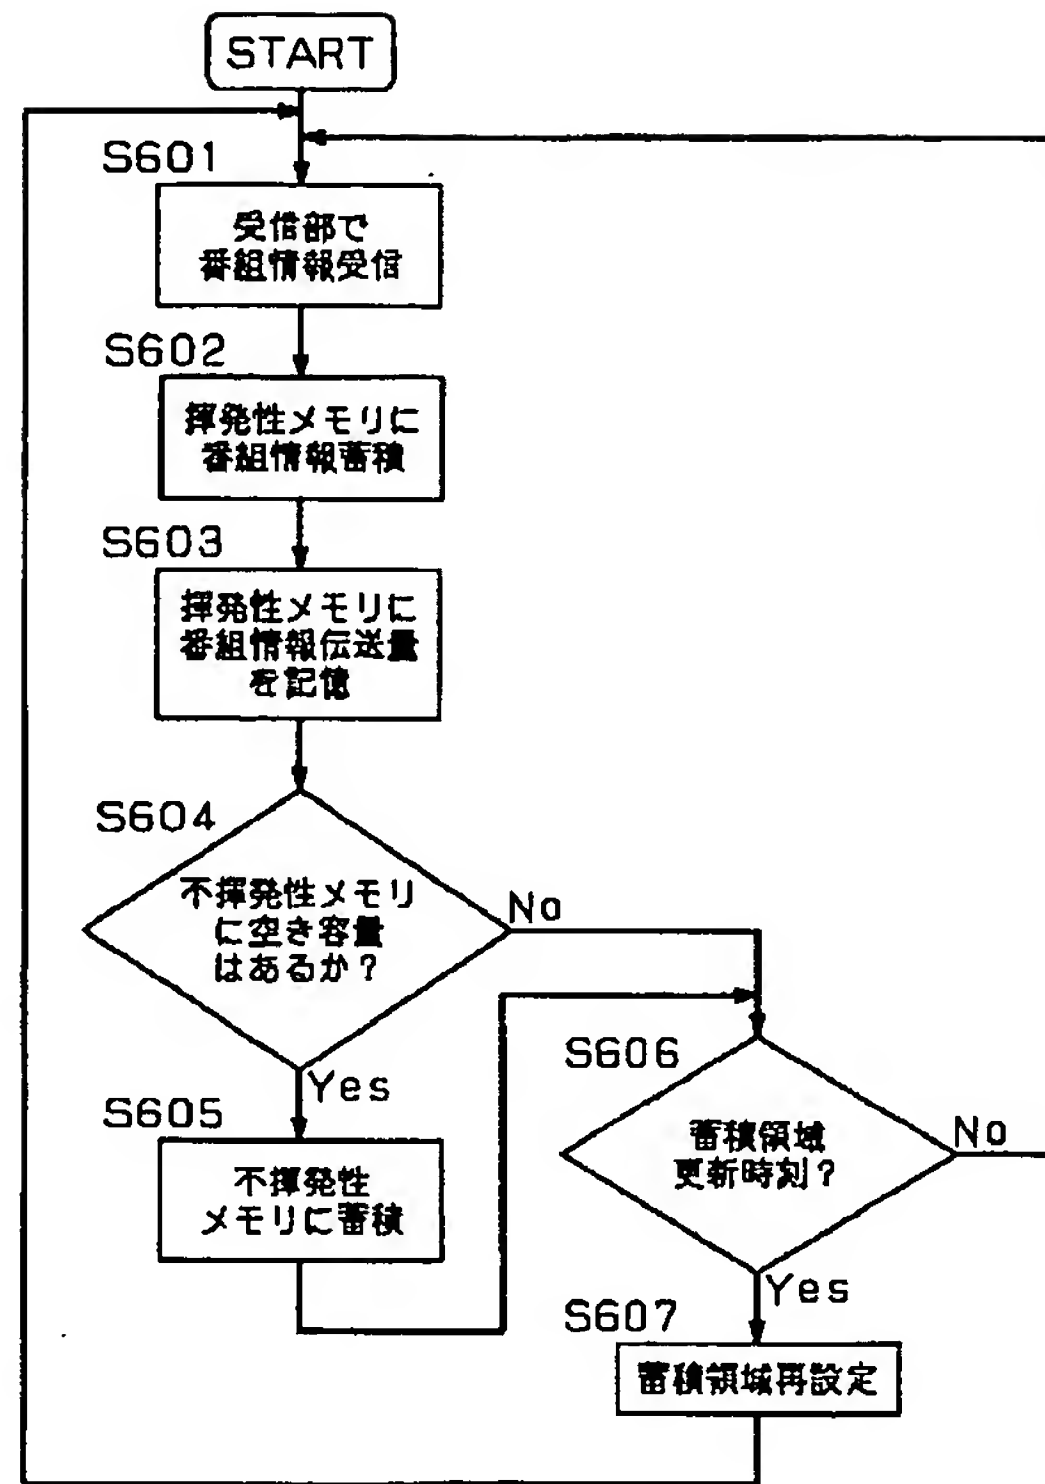 START
S601
受信部で
番組情報受信
S602
揮発性メモリに
番組情報蓄積
S603
揮発性メモリに
番組情報伝送量
を記憶
S604
不揮発性メモリ
に空き容量
はあるか?
No
Yes
S605
不揮発性
メモリに蓄積
S606
蓄積領域
更新時刻?
No
Yes
S607
蓄積領域再設定